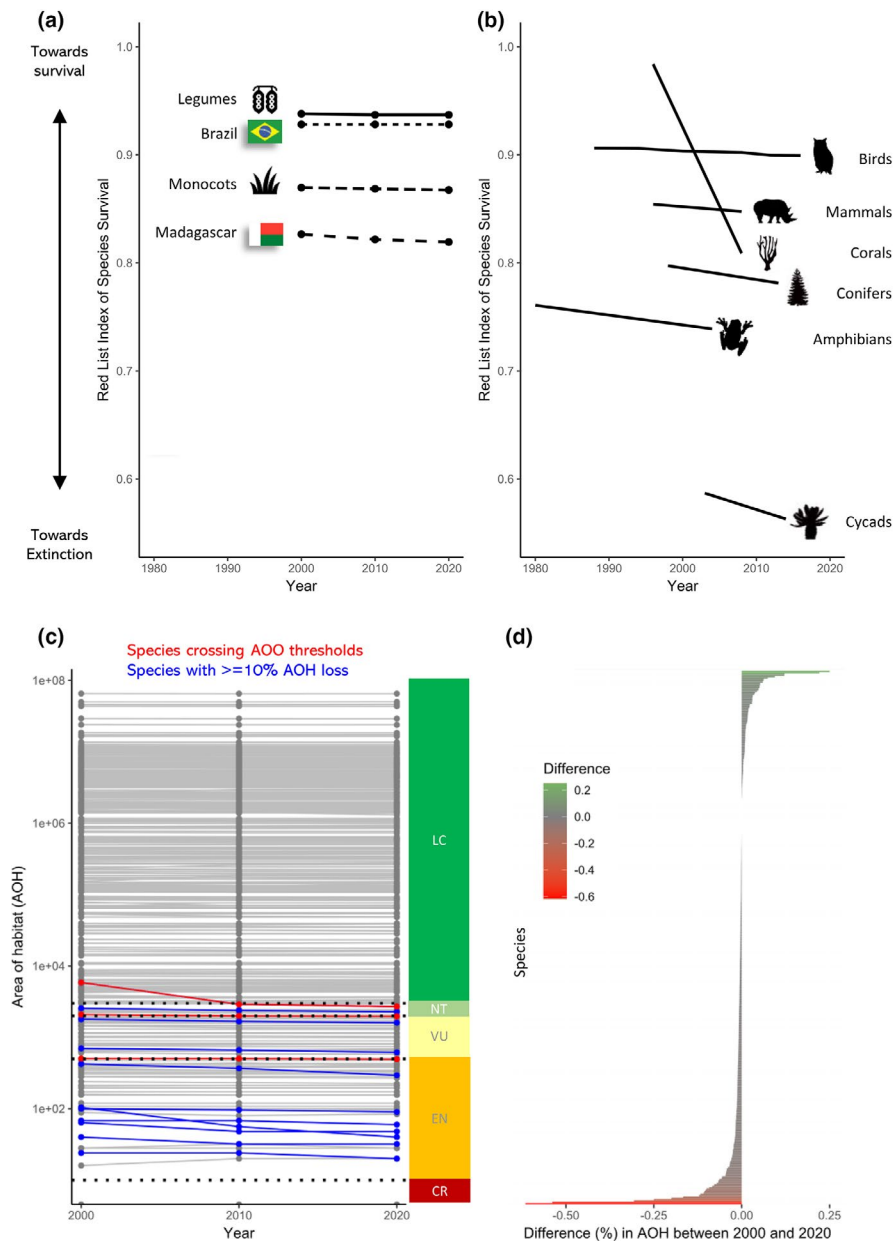 (a)
Towards
survival
Towards
Extinction
Red List Index of Species Survival
1.0
0.9
0.8
0.7
0.6
Legumes
Brazil
Monocots
Madagascar
1980
1990
2000
2010
2020
Year
(b)
Red List Index of Species Survival
1.0
0.9
0.8
0.7
0.6
Birds
Mammals
Corals
Conifers
Amphibians
Cycads
1980
1990
2000
2010
2020
Year
(c)
Species crossing AOO thresholds
Species with >=10% AOH loss
Area of habitat (AOH)
1e+08
1e+06
1e+04
1e+02
LC
NT
VU
EN
CR
2000
2010
2020
Year
(d)
Difference
0.2
0.0
-0.2
-0.4
-0.6
Species
-0.50
-0.25
0.00
0.25
Difference (%) in AOH between 2000 and 2020